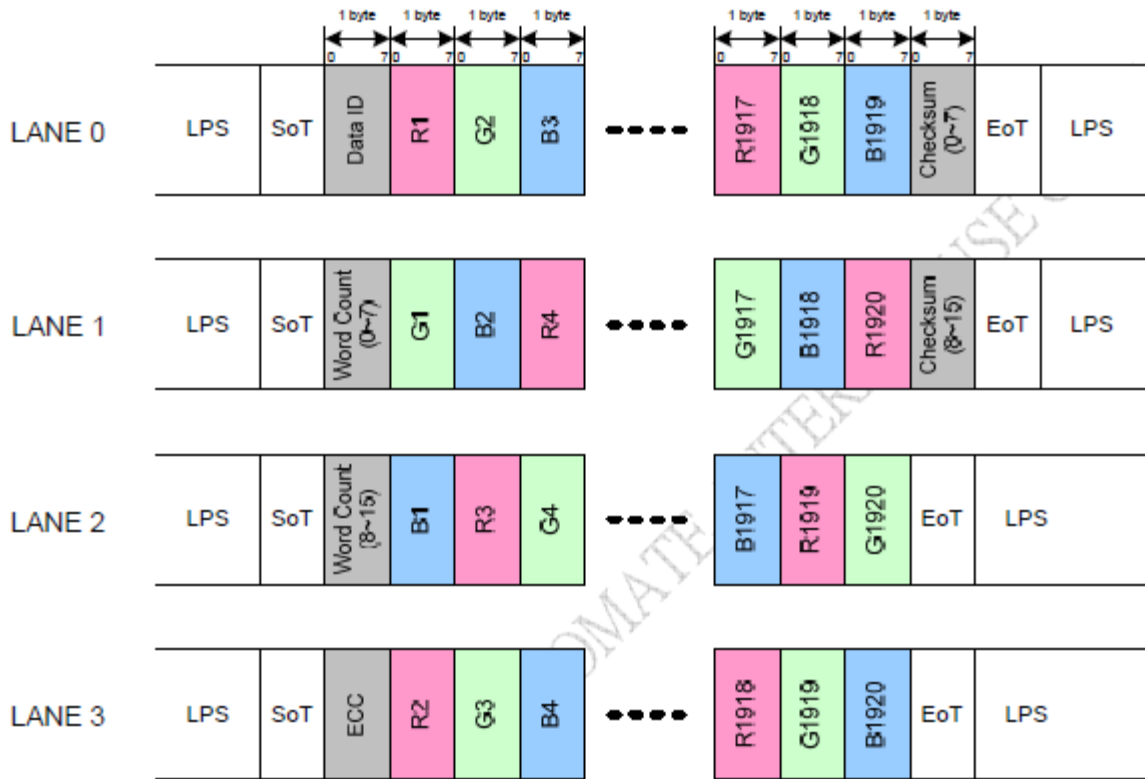 1 byte 1 byte 1 byte 1 byte 1 byte 1 byte 1 byte 1 byte
0 7 0 7 0 7 0 7 0 7 0 7 0 7 0 7
LANE 0 LPS SoT Data ID R1 G2 B3 R1917 G1918 B1919 Checksum (0~7) EoT LPS
LANE 1 LPS SoT Word Count (0~7) G1 B2 R4 G1917 B1918 R1920 Checksum (8~15) EoT LPS
LANE 2 LPS SoT Word Count (8~15) B1 R3 G4 B1917 R1919 G1920 EoT LPS
LANE 3 LPS SoT ECC R2 G3 B4 R1918 G1919 B1920 EoT LPS